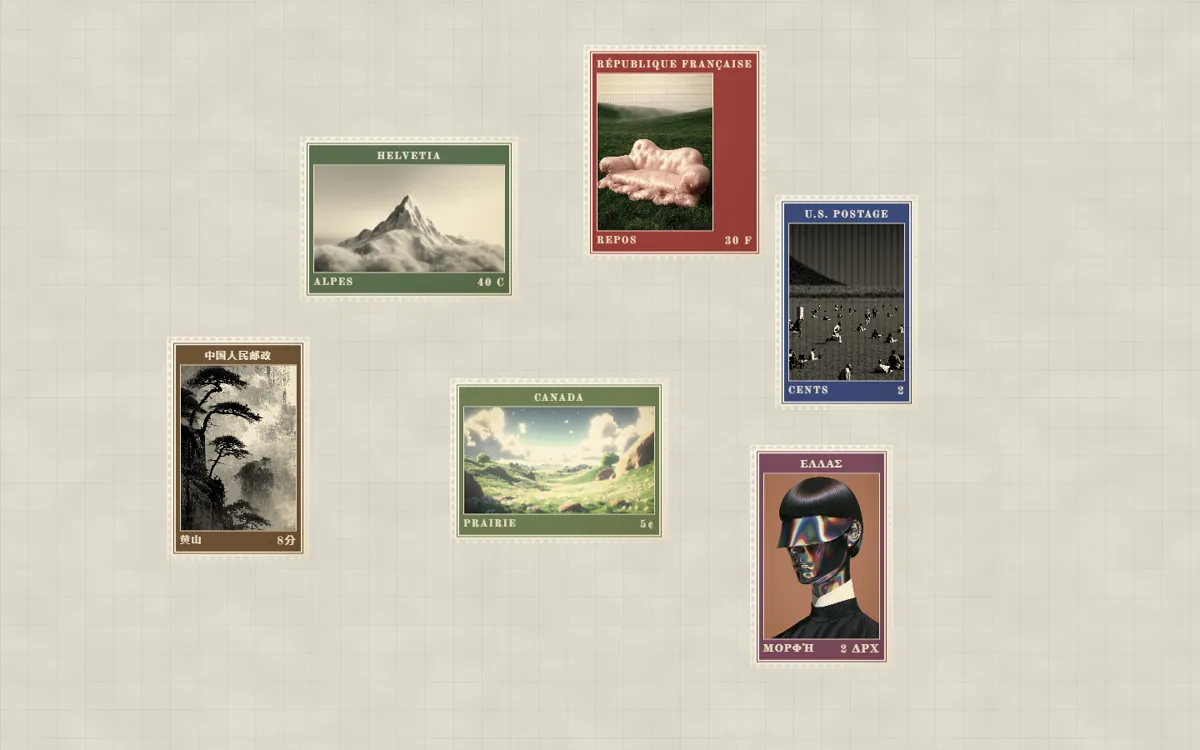 RÉPUBLIQUE FRANÇAISE
REPOS 30 F
HELVETIA
ALPES 40 C
U.S. POSTAGE
CENTS 2
中国人民邮政
黄山 8分
CANADA
PRAIRIE 5¢
ΕΛΛΑΣ
ΜΟΡΦΉ 2 ΔΡΧ